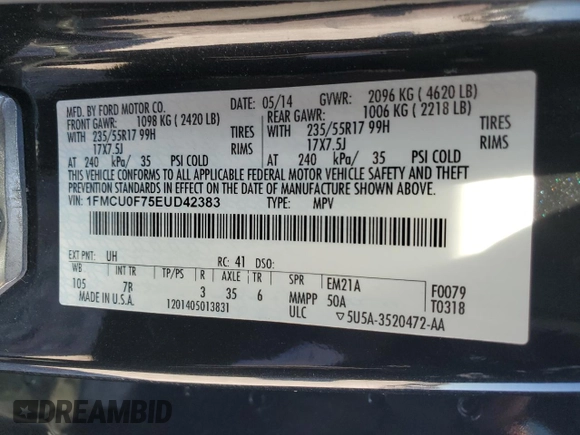 MFD. BY FORD MOTOR CO.
DATE: 05/14 GVWR: 2096 KG ( 4620 LB)
FRONT GAWR: 1098 KG ( 2420 LB) REAR GAWR: 1006 KG ( 2218 LB)
WITH 235/55R17 99H TIRES WITH 235/55R17 99H TIRES
17X7.5J RIMS 17X7.5J RIMS
AT 240 kPa/ 35 PSI COLD AT 240 kPa/ 35 PSI COLD
THIS VEHICLE CONFORMS TO ALL APPLICABLE FEDERAL MOTOR VEHICLE SAFETY AND THEFT
PREVENTION STANDARDS IN EFFECT ON THE DATE OF MANUFACTURE SHOWN ABOVE.
VIN: 1FMCU0F75EUD42383 TYPE: MPV
EXT PNT: UH RC: 41 DSO: F0079
WB INT TR TP/PS R AXLE TR SPR EM21A T0318
105 7B 3 35 6 MMPP 50A
MADE IN U.S.A. 1201405013831 ULC ▽5U5A-3520472-AA
DREAMBID